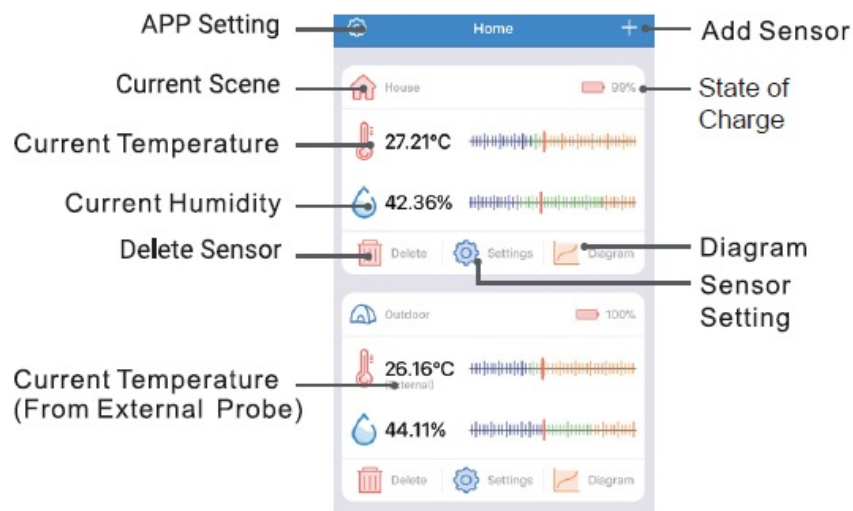 APP Setting
Home
Add Sensor
Current Scene
House
99%
State of
Charge
Current Temperature
27.21°C
Current Humidity
42.36%
Delete Sensor
Delete
Settings
Diagram
Diagram
Sensor
Setting
Outdoor
100%
26.16°C
(External)
Current Temperature
(From External Probe)
44.11%
Delete
Settings
Diagram